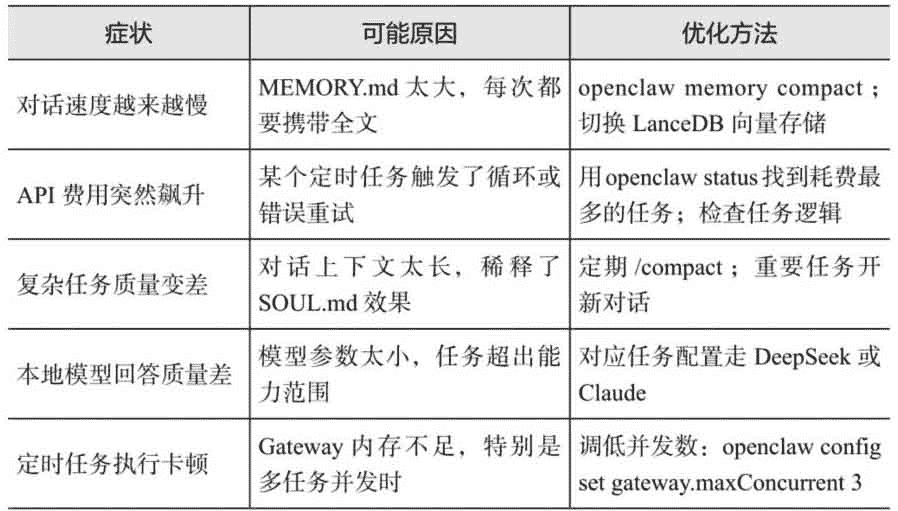 症状 可能原因 优化方法
对话速度越来越慢
MEMORY.md 太大，每次都
要携带全文
openclaw memory compact；
切换 LanceDB 向量存储
API 费用突然飙升
某个定时任务触发了循环或
错误重试
用 openclaw status 找到耗费最
多的任务；检查任务逻辑
复杂任务质量变差
对话上下文太长，稀释了
SOUL.md 效果
定期 /compact；重要任务开
新对话
本地模型回答质量差
模型参数太小，任务超出能
力范围
对应任务配置走 DeepSeek 或
Claude
定时任务执行卡顿
Gateway 内存不足，特别是
多任务并发时
调低并发数：openclaw config
set gateway.maxConcurrent 3